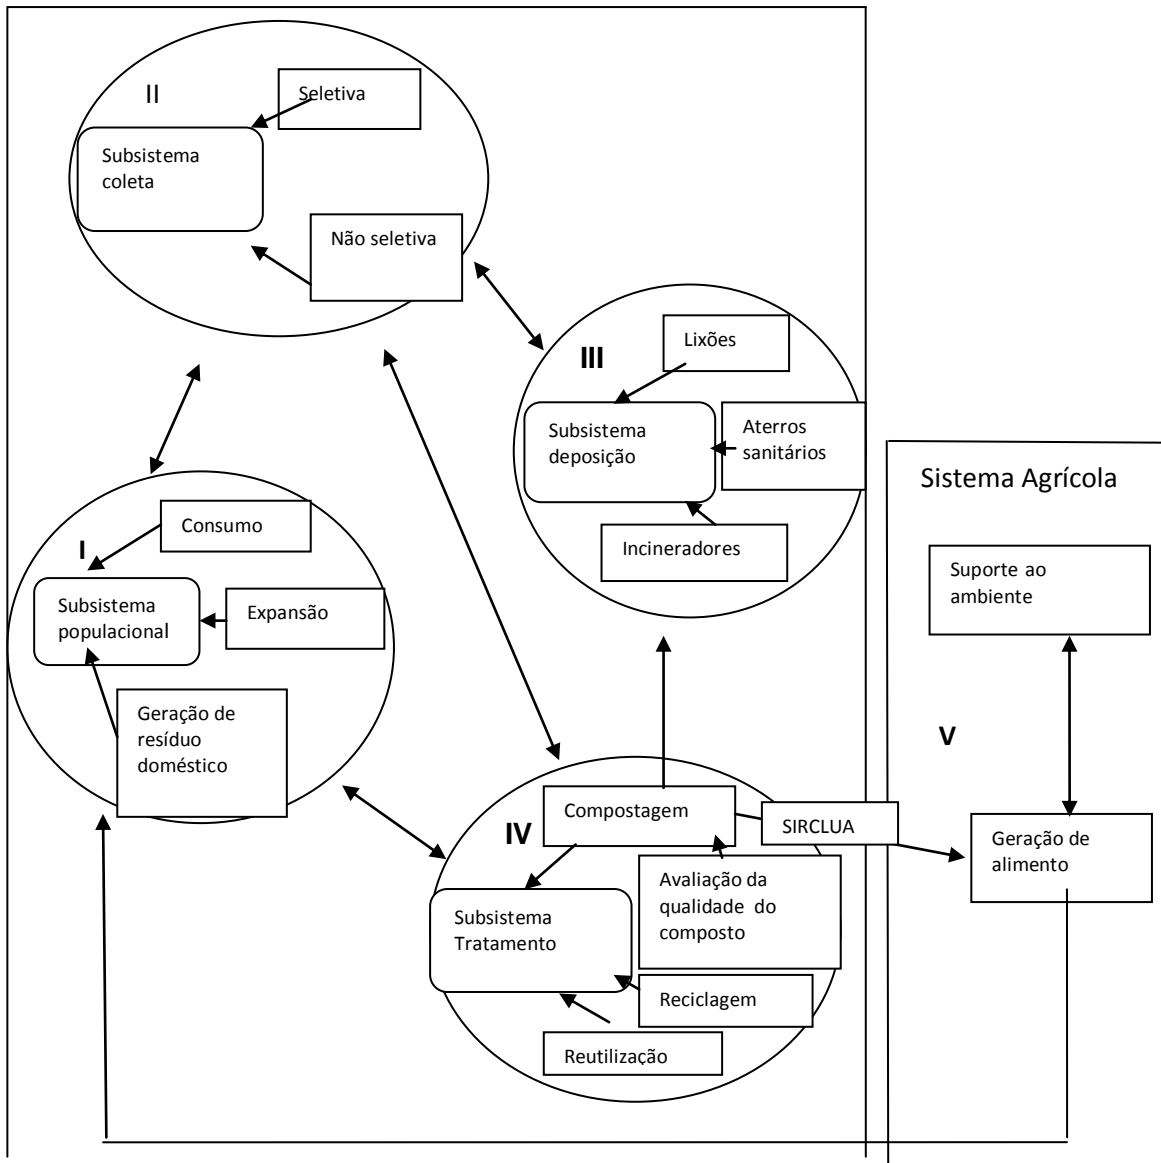 II
Seletiva
Subsistema
coleta
Não seletiva
III
Lixões
Subsistema
deposição
Aterros
sanitários
Incineradores
I
Consumo
Subsistema
populacional
Expansão
Geração de
resíduo
doméstico
IV
Compostagem
SIRCLUA
Avaliação da
qualidade do
composto
Subsistema
Tratamento
Reciclagem
Reutilização
Sistema Agrícola
Suporte ao
ambiente
V
Geração de
alimento